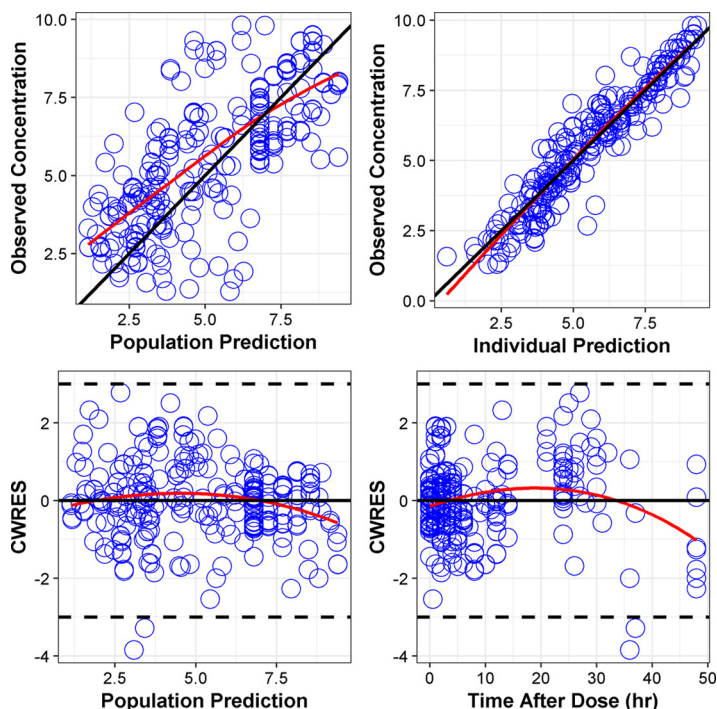 10.0
7.5
5.0
2.5
2.5 5.0 7.5
Observed Concentration
Population Prediction
10.0
7.5
5.0
2.5
0.0
2.5 5.0 7.5
Observed Concentration
Individual Prediction
2
0
-2
-4
2.5 5.0 7.5
CWRES
Population Prediction
2
0
-2
-4
0 10 20 30 40 50
CWRES
Time After Dose (hr)